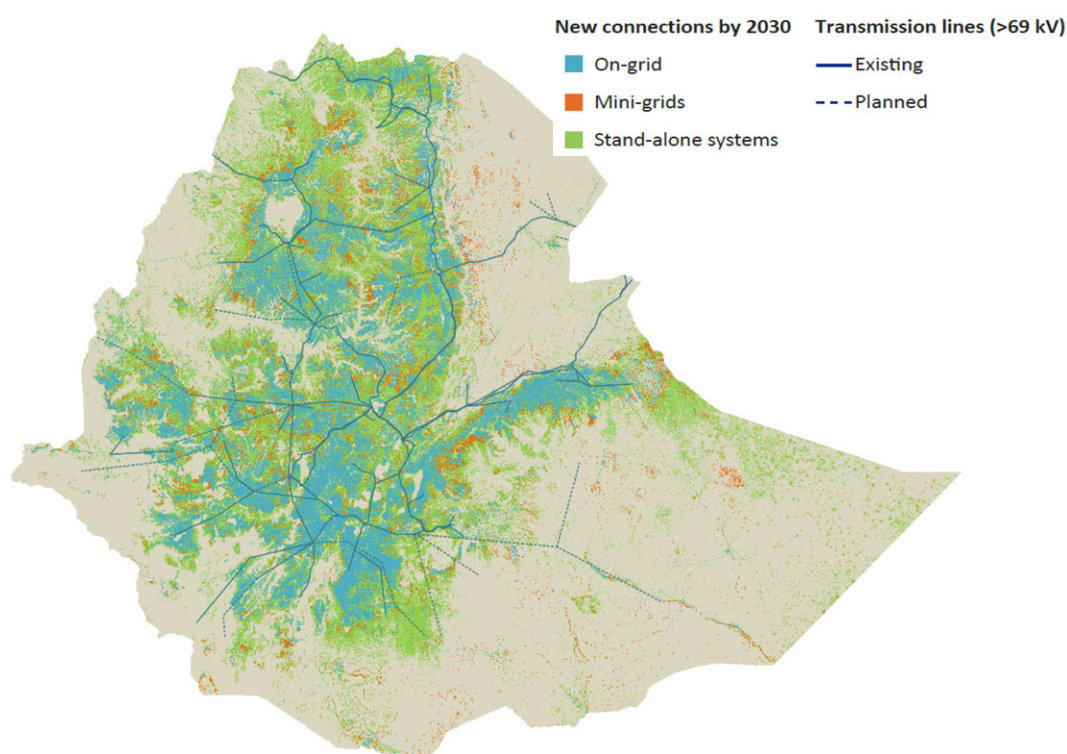 New connections by 2030
On-grid
Mini-grids
Stand-alone systems
Transmission lines (>69 kV)
Existing
Planned